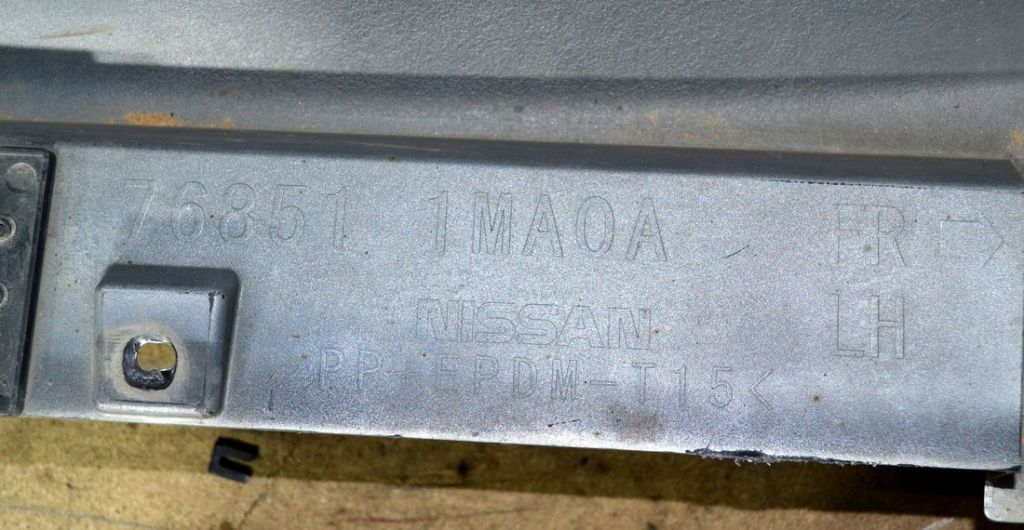 76851 1MA0A FR
NISSAN LH
>PP+EPDM-T15<